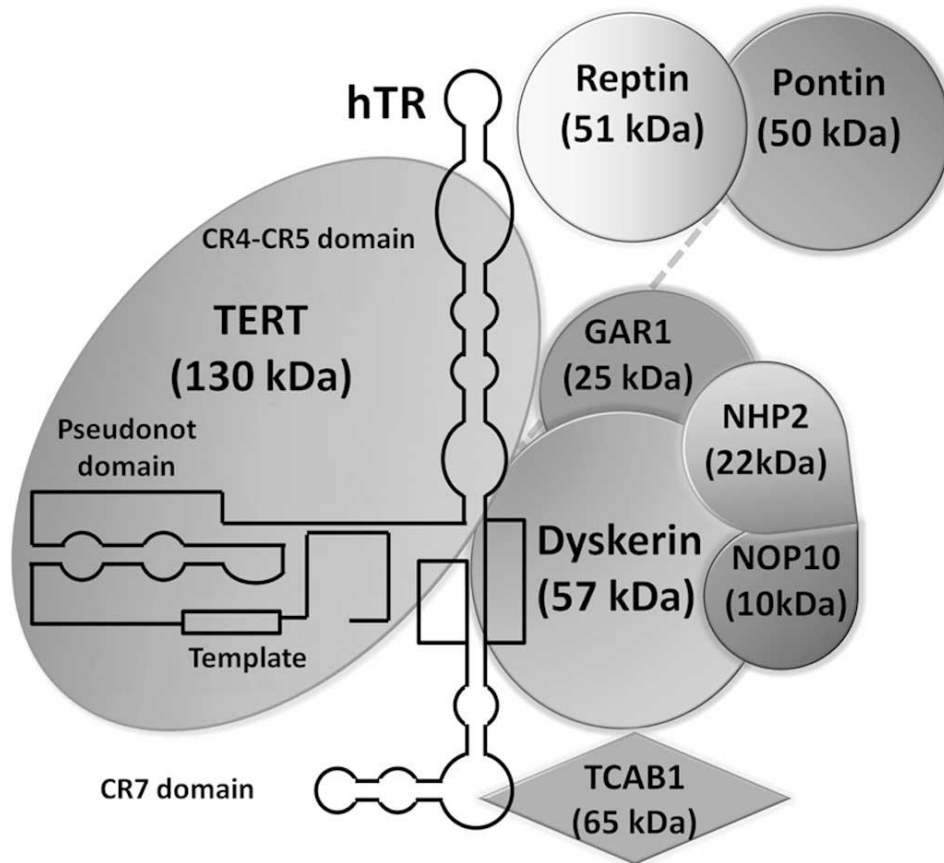 Reptin
(51 kDa)
Pontin
(50 kDa)
hTR
CR4-CR5 domain
TERT
(130 kDa)
GAR1
(25 kDa)
NHP2
(22kDa)
Pseudonot
domain
Dyskerin
(57 kDa)
NOP10
(10kDa)
Template
CR7 domain
TCAB1
(65 kDa)